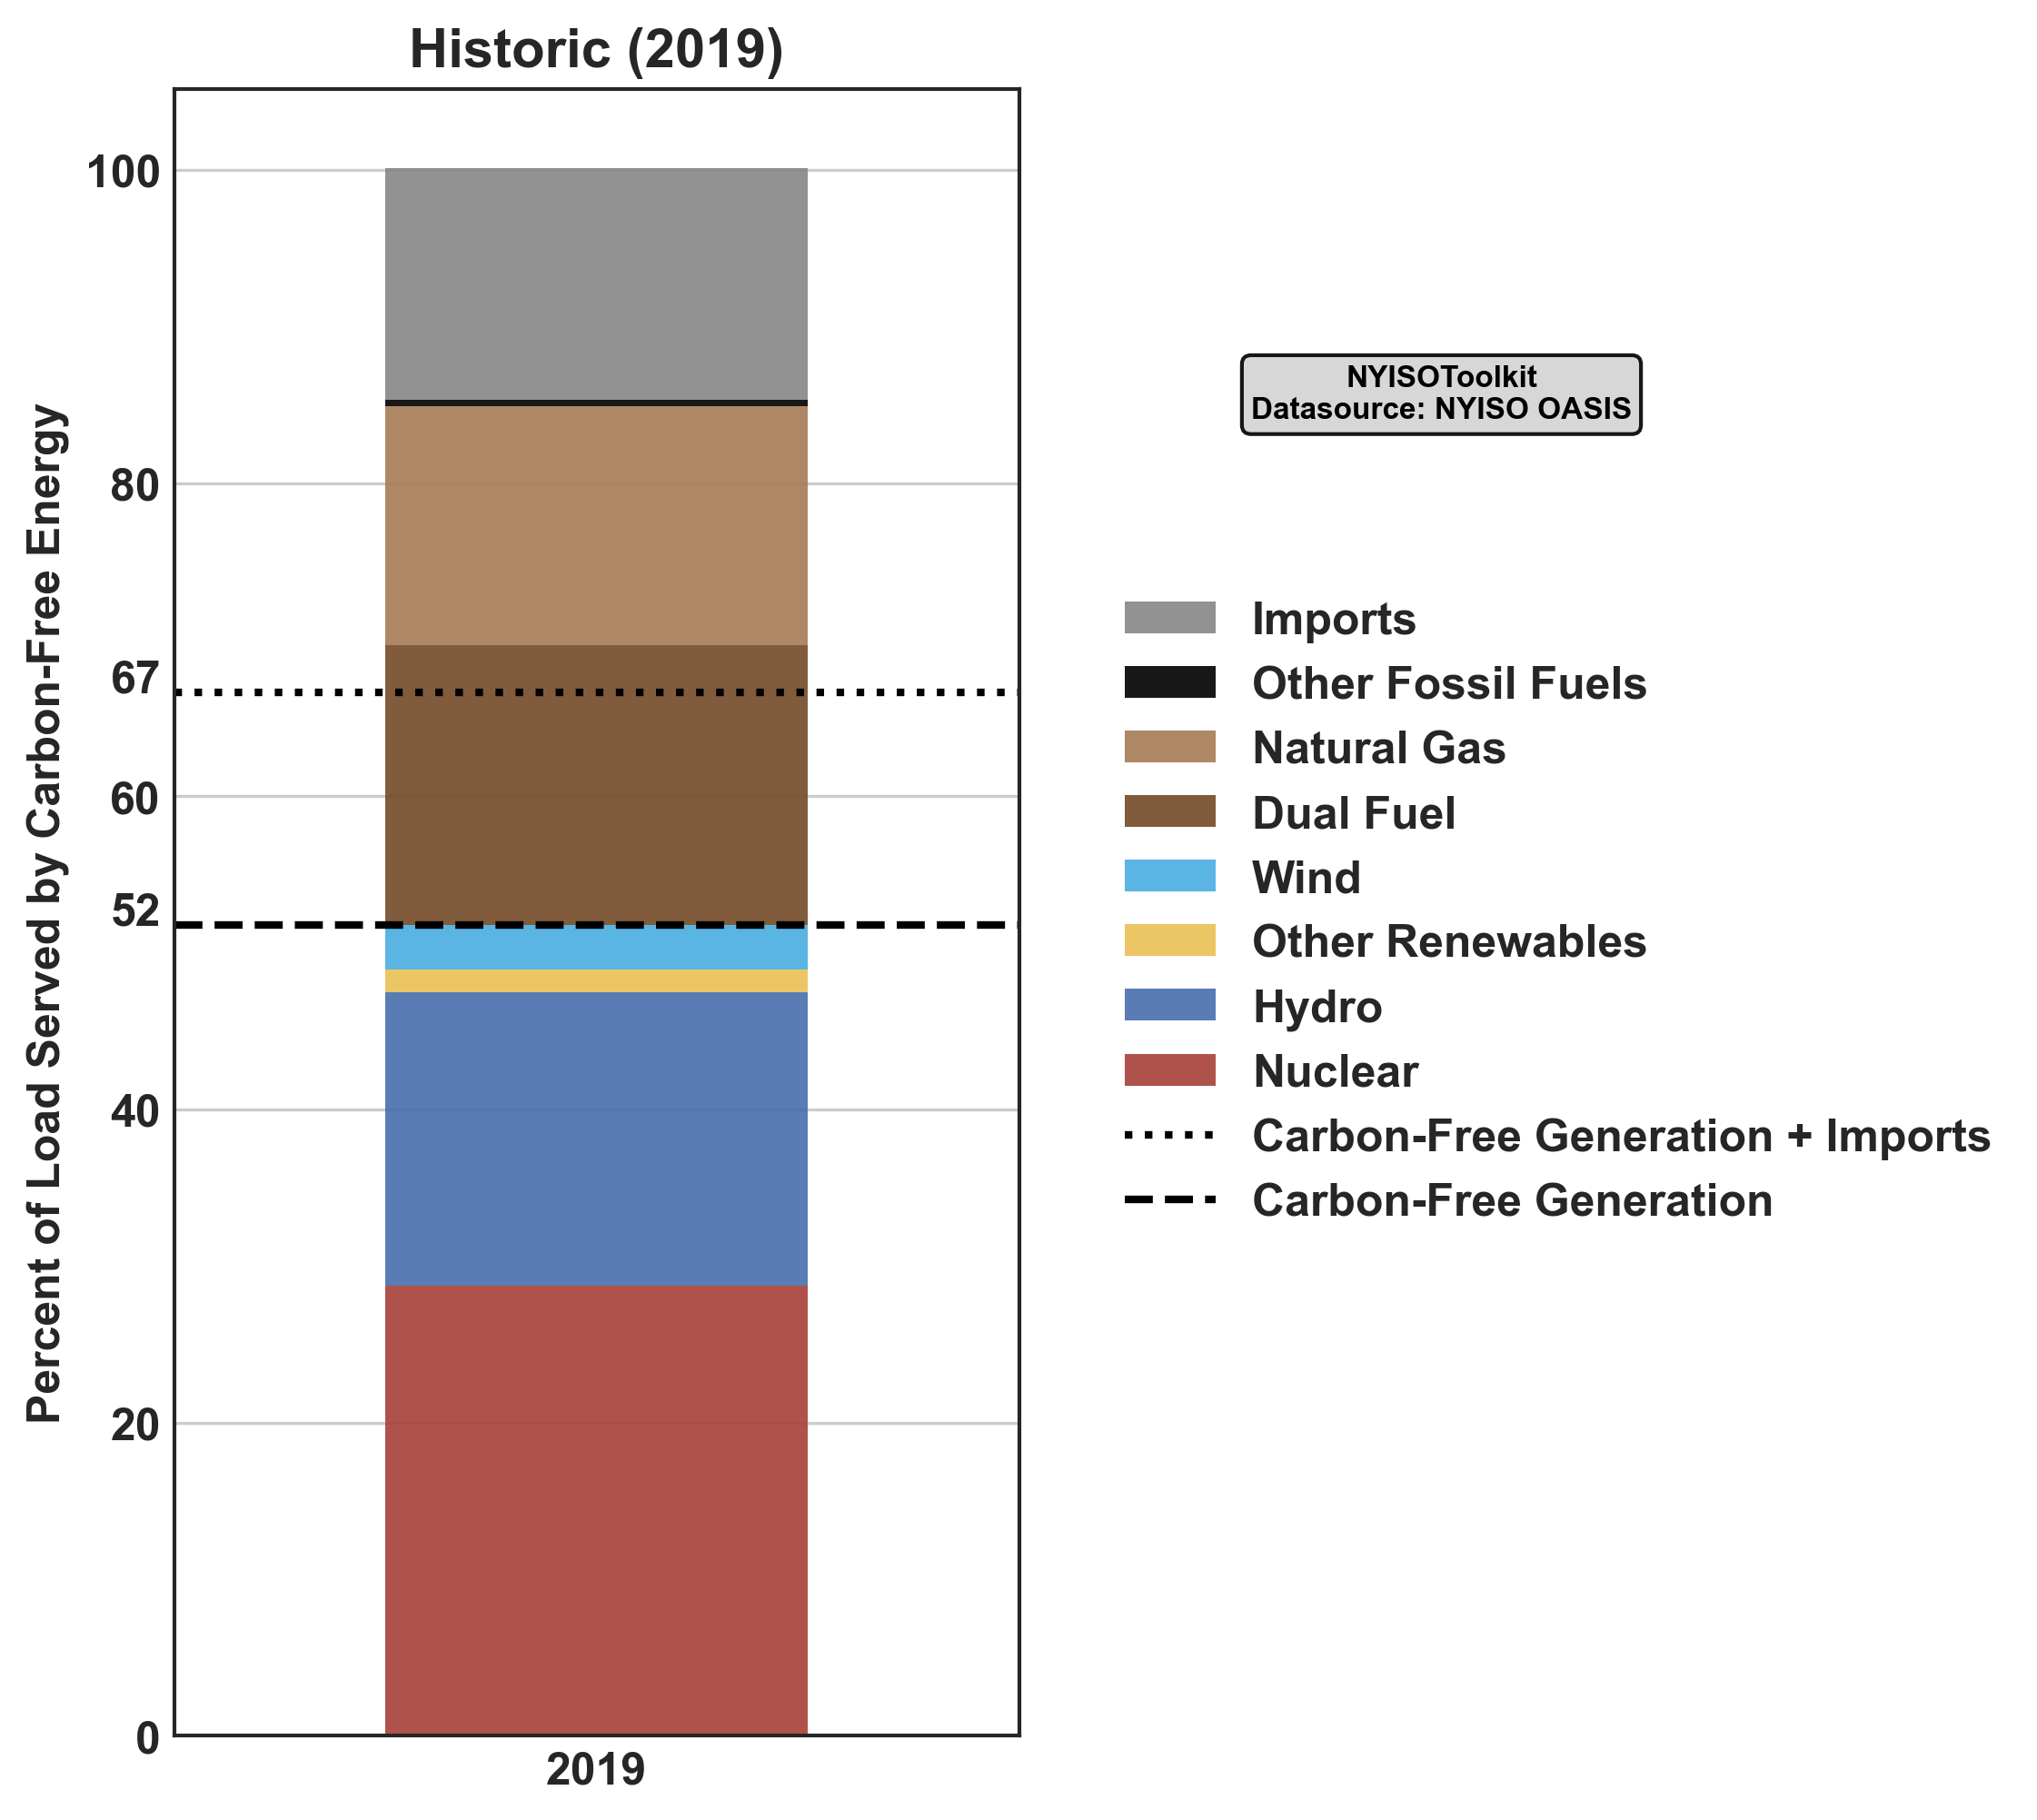 Historic (2019)
Percent of Load Served by Carbon-Free Energy
100
80
67
60
52
40
20
0
2019
NYISOToolkit
Datasource: NYISO OASIS
Imports
Other Fossil Fuels
Natural Gas
Dual Fuel
Wind
Other Renewables
Hydro
Nuclear
Carbon-Free Generation + Imports
Carbon-Free Generation